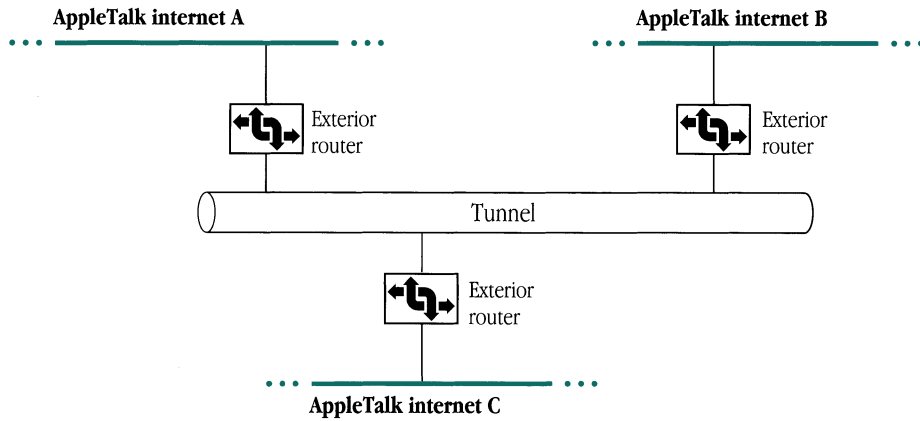 AppleTalk internet A
AppleTalk internet B
Exterior
router
Exterior
router
Tunnel
Exterior
router
AppleTalk internet C